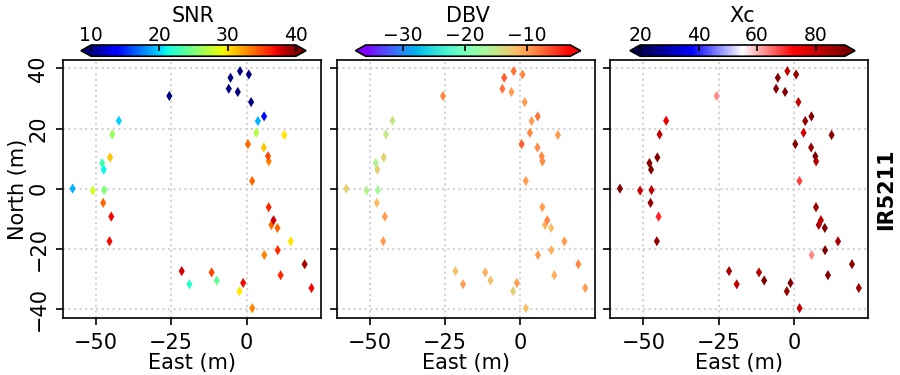 SNR DBV Xc
10 20 30 40 −30 −20 −10 20 40 60 80
40
20
0
−20
−40
North (m)
−50 −25 0 −50 −25 0 −50 −25 0
East (m) East (m) East (m)
IR5211